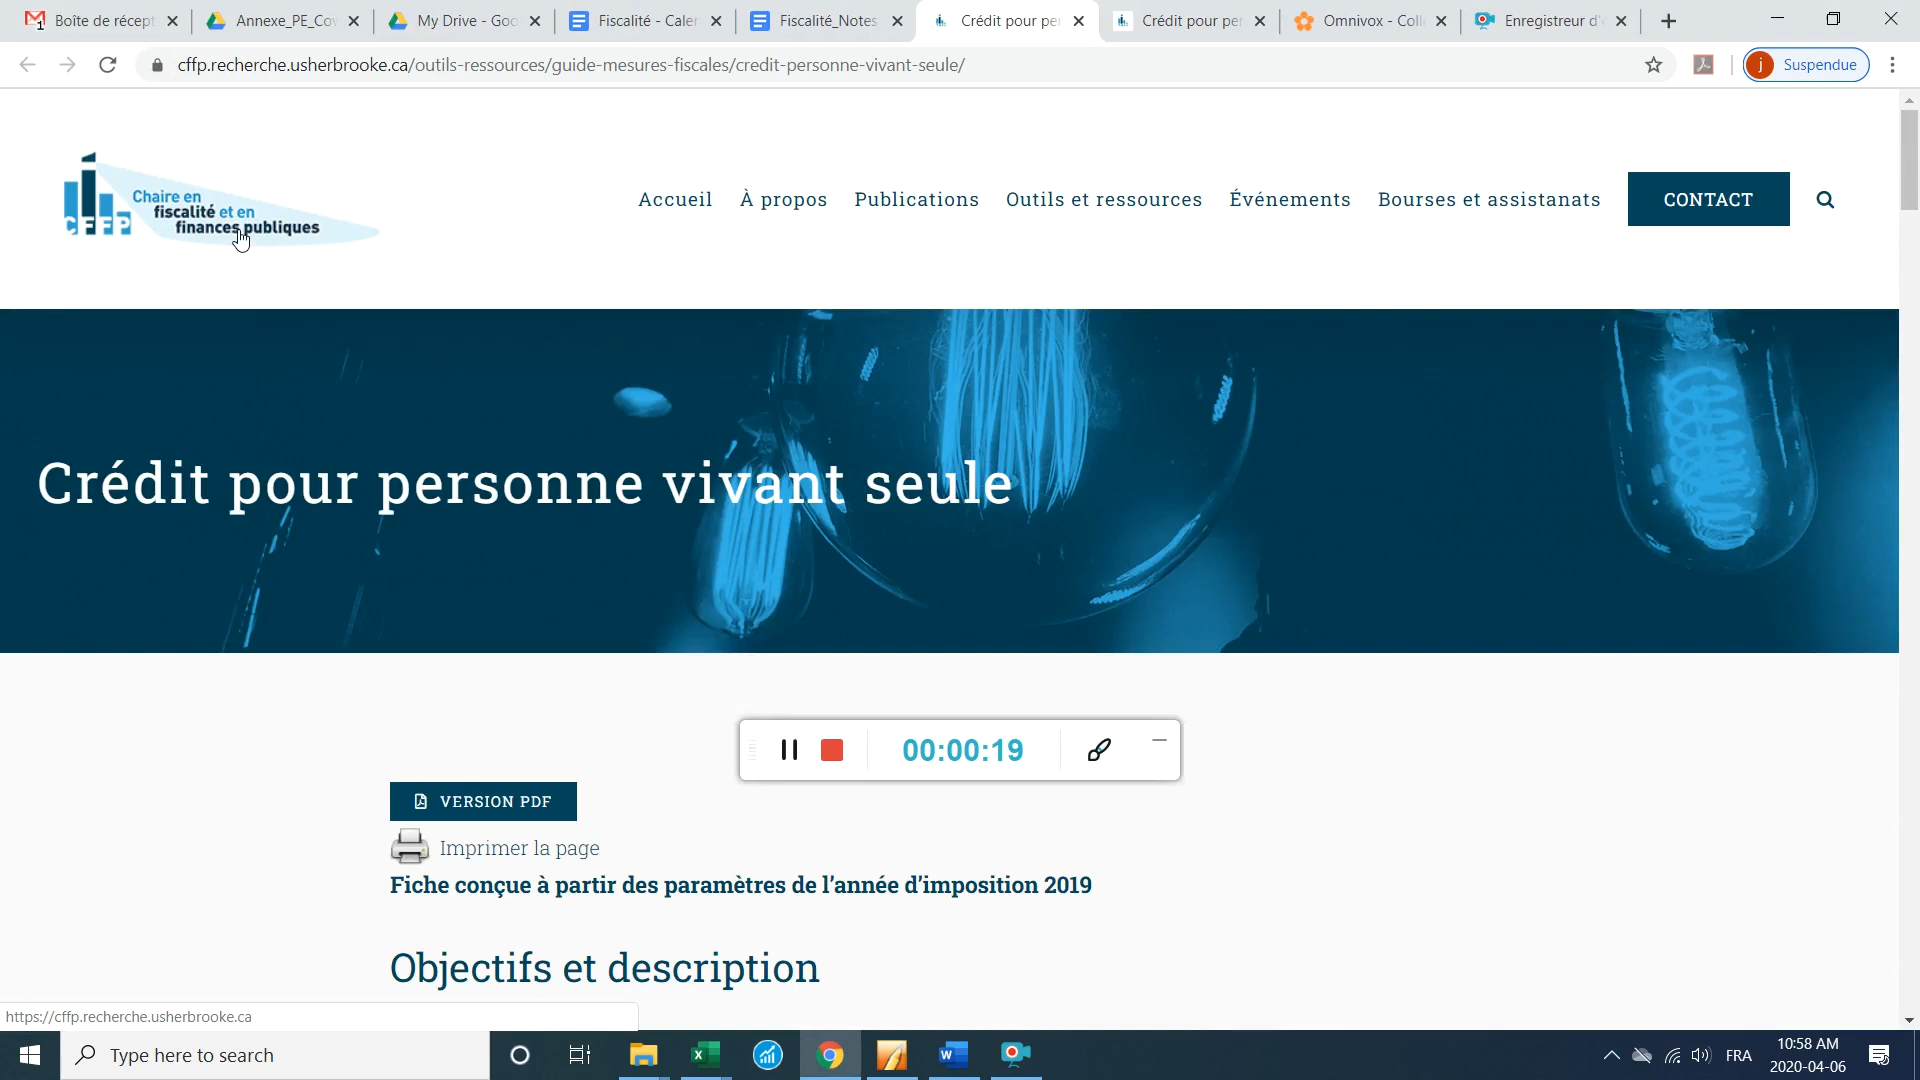 Boîte de récept
Annexe_PE_Cov
My Drive - Goo
Fiscalité - Caler
Fiscalité_Notes
Crédit pour per
Crédit pour per
Omnivox - Coll
Enregistreur d'
cffp.recherche.usherbrooke.ca/outils-ressources/guide-mesures-fiscales/credit-personne-vivant-seule/
j
Suspendue
Chaire en
fiscalité et en
finances publiques
CFFP
Accueil
À propos
Publications
Outils et ressources
Événements
Bourses et assistanats
CONTACT
Crédit pour personne vivant seule
00:00:19
VERSION PDF
Imprimer la page
Fiche conçue à partir des paramètres de l'année d'imposition 2019
Objectifs et description
https://cffp.recherche.usherbrooke.ca
Type here to search
FRA
10:58 AM
2020-04-06